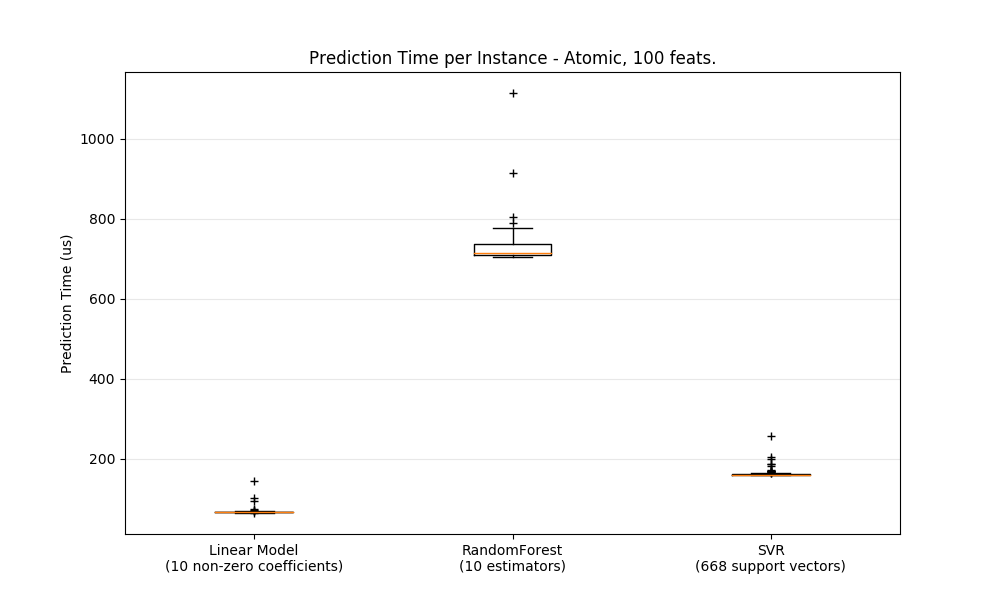 Prediction Time per Instance - Atomic, 100 feats.
Prediction Time (us)
1000
800
600
400
200
Linear Model
(10 non-zero coefficients)
RandomForest
(10 estimators)
SVR
(668 support vectors)